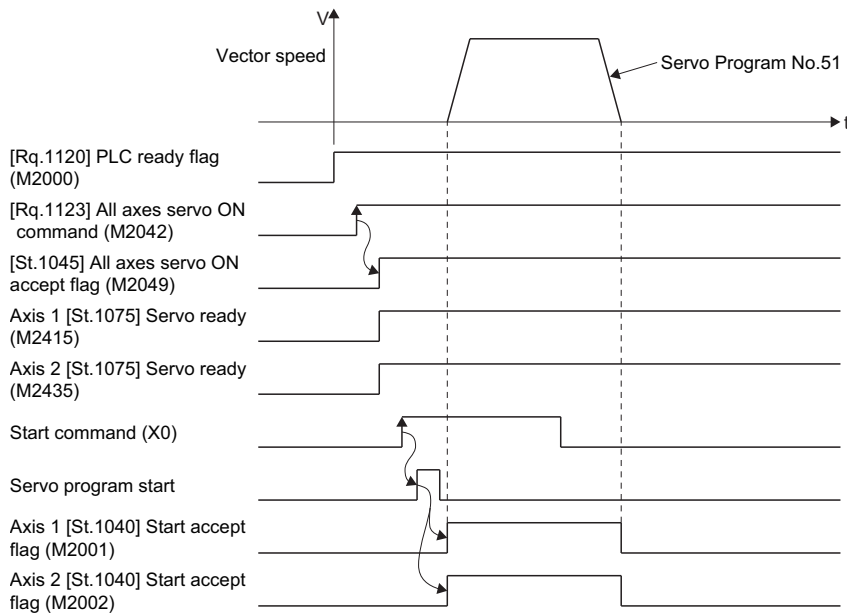 V
Vector speed
Servo Program No.51
t
[Rq.1120] PLC ready flag
(M2000)
[Rq.1123] All axes servo ON
command (M2042)
[St.1045] All axes servo ON
accept flag (M2049)
Axis 1 [St.1075] Servo ready
(M2415)
Axis 2 [St.1075] Servo ready
(M2435)
Start command (X0)
Servo program start
Axis 1 [St.1040] Start accept
flag (M2001)
Axis 2 [St.1040] Start accept
flag (M2002)